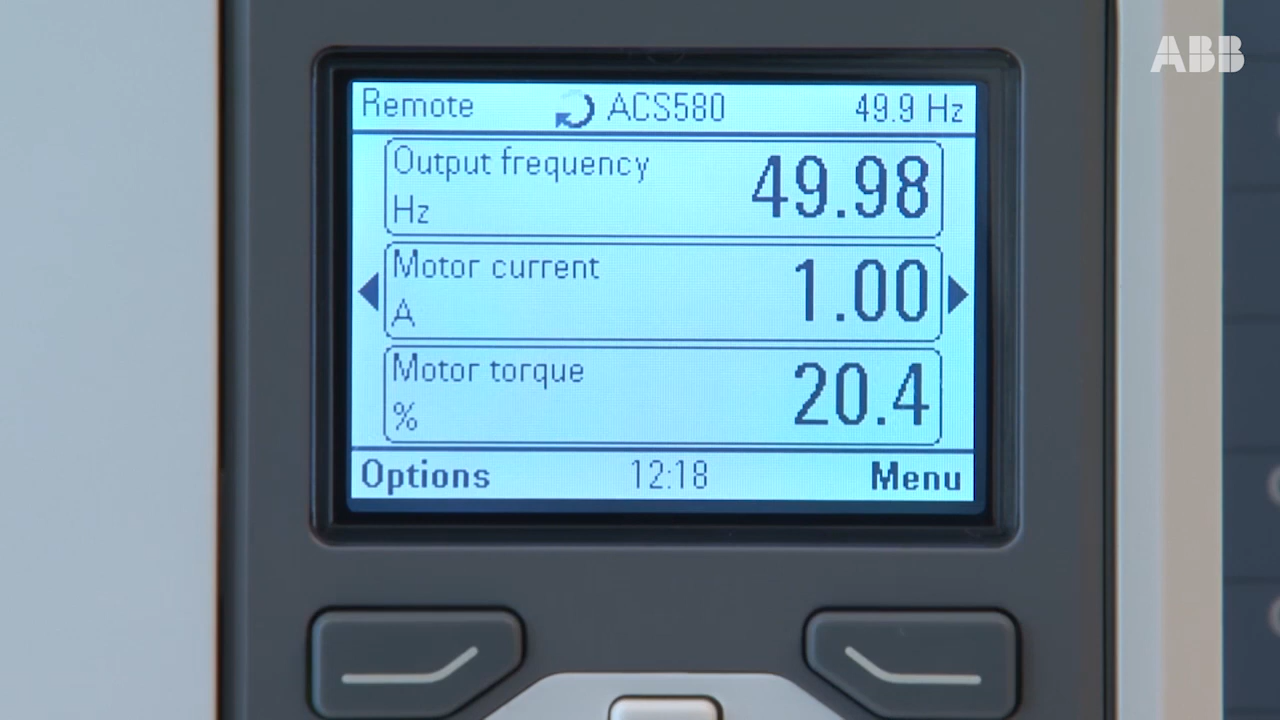 ABB
Remote ACS580 49.9 Hz
Output frequency 49.98
Hz
Motor current 1.00
A
Motor torque 20.4
%
Options 12:18 Menu